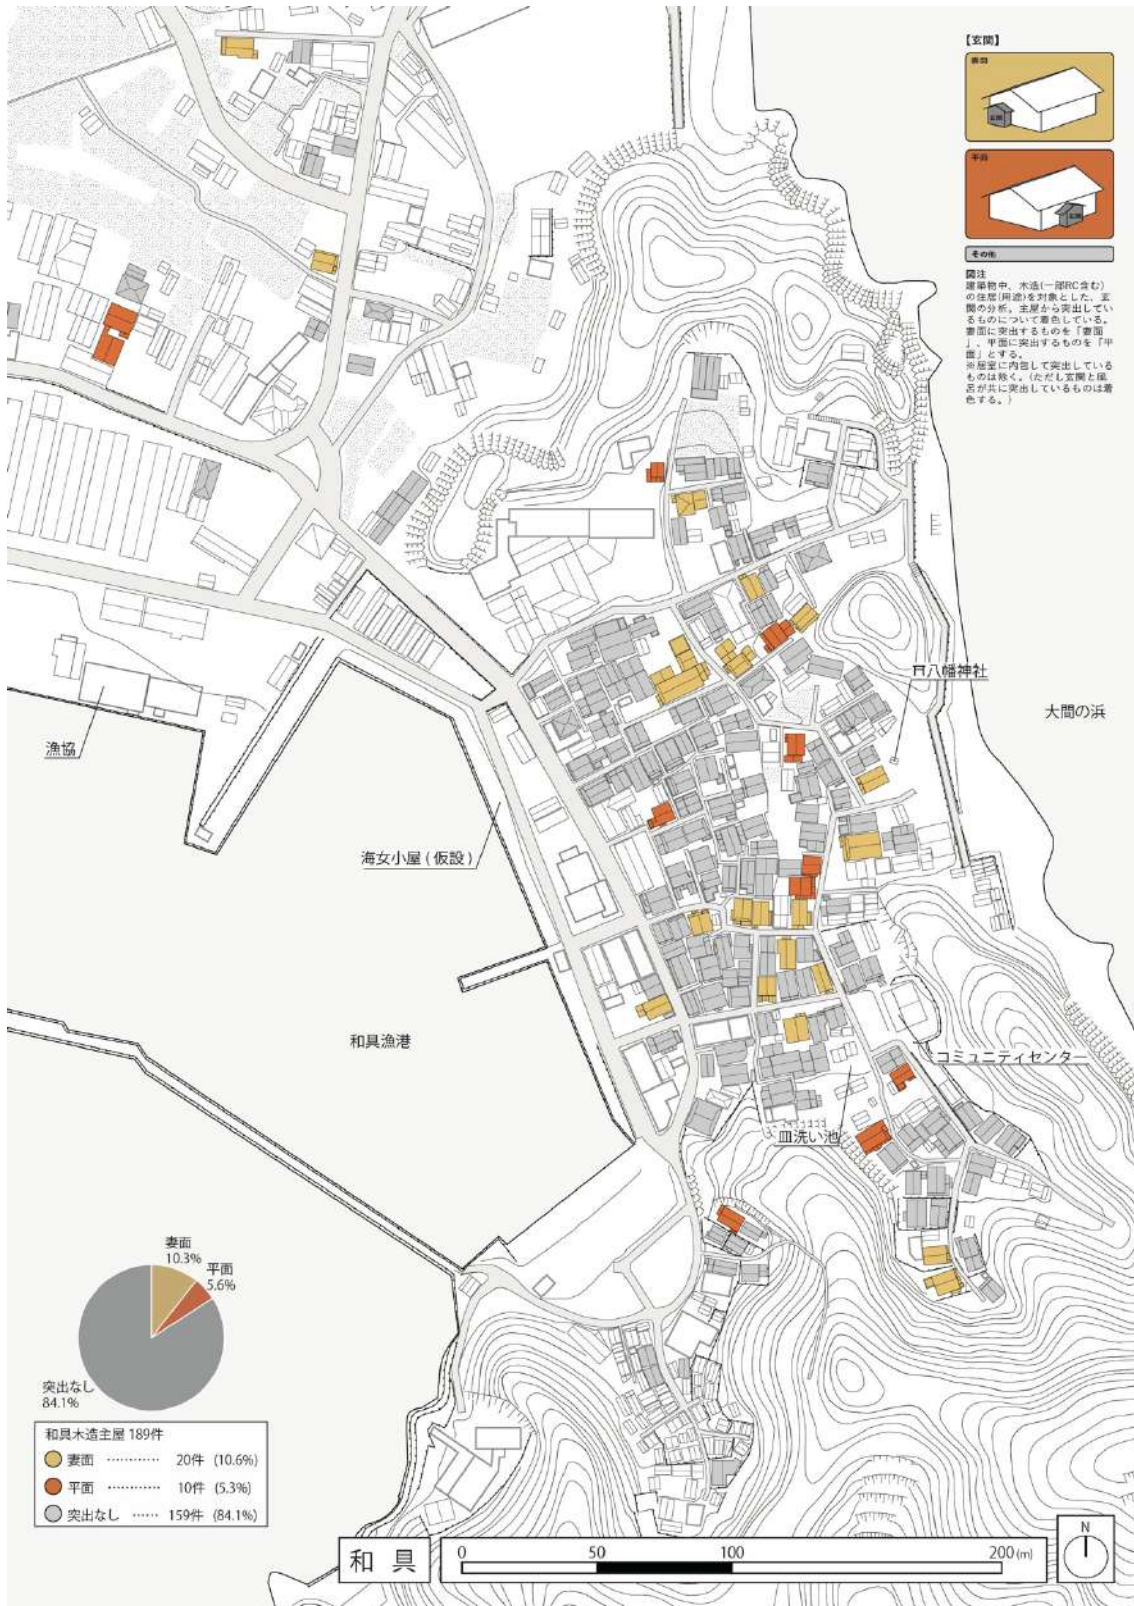 【玄関】
妻面
玄関
平面
玄関
その他
図注
建築物中、木造(一部RC含む)
の住居(用途)を対象とした、玄
関の分析。主屋から突出してい
るものについて着色している。
妻面に突出するものを「妻面
」、平面に突出するものを「平
面」とする。
※居室に内包して突出している
ものは除く。(ただし玄関と風
呂が共に突出しているものは着
色する。)
八幡神社
大間の浜
漁協
海女小屋(仮設)
和具漁港
コミュニティセンター
皿洗い池
妻面
10.3%
平面
5.6%
突出なし
84.1%
和具木造主屋 189件
妻面 ………… 20件 (10.6%)
平面 ………… 10件 (5.3%)
突出なし …… 159件 (84.1%)
和 具
0 50 100 200 (m)
N